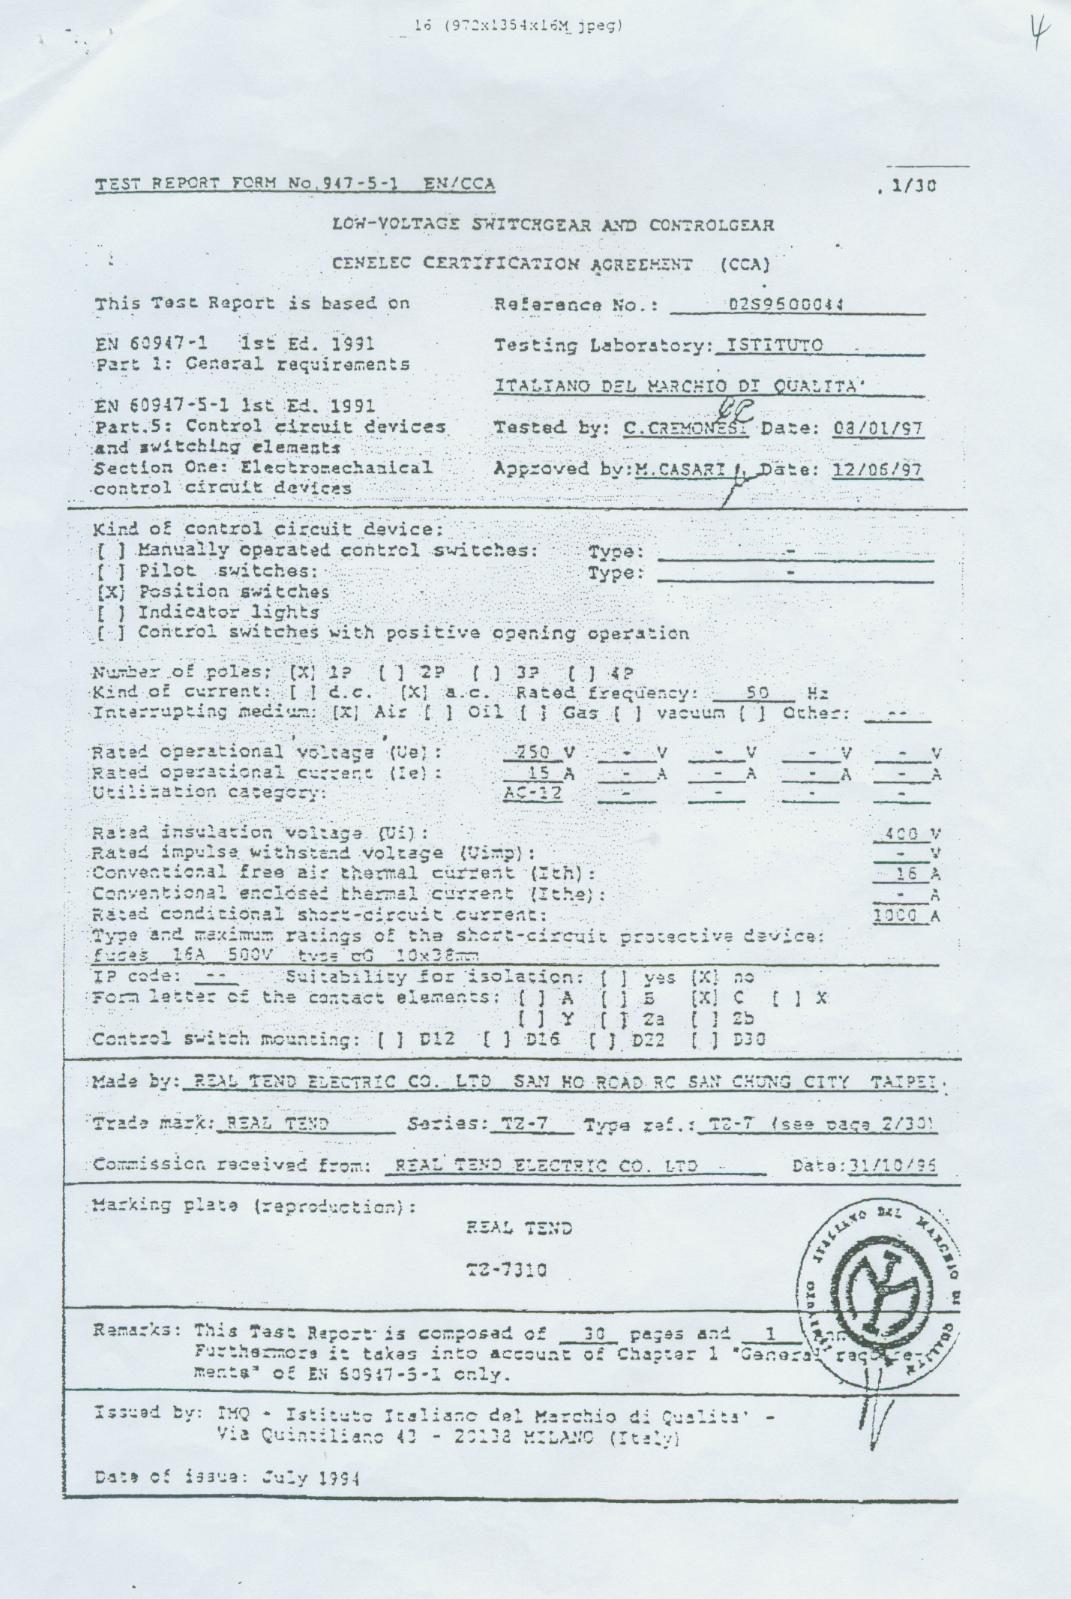 16 (972x1354x16M jpeg)
4
TEST REPORT FORM No.947-5-1 EN/CCA
1/30
LOW-VOLTAGE SWITCHGEAR AND CONTROLGEAR
CENELEC CERTIFICATION AGREEMENT (CCA)
This Test Report is based on
Reference No.: 02S9600044
EN 60947-1 1st Ed. 1991
Testing Laboratory: ISTITUTO
Part 1: General requirements
ITALIANO DEL MARCHIO DI QUALITA'
EN 60947-5-1 1st Ed. 1991
Part.5: Control circuit devices
Tested by: C.CREMONESI Date: 08/01/97
and switching elements
Section One: Electromechanical
Approved by: M.CASARI Date: 12/06/97
control circuit devices
Kind of control circuit device:
[ ] Manually operated control switches: Type: -
[ ] Pilot switches: Type: -
[X] Position switches
[ ] Indicator lights
[ ] Control switches with positive opening operation
Number of poles: [X] 1P [ ] 2P [ ] 3P [ ] 4P
Kind of current: [ ] d.c. [X] a.c. Rated frequency: 50 Hz
Interrupting medium: [X] Air [ ] Oil [ ] Gas [ ] vacuum [ ] Other: --
Rated operational voltage (Ue): 250 V - V - V - V - V
Rated operational current (Ie): 15 A - A - A - A - A
Utilization category: AC-12 - - - -
Rated insulation voltage (Ui): 400 V
Rated impulse withstand voltage (Uimp): - V
Conventional free air thermal current (Ith): 16 A
Conventional enclosed thermal current (Ithe): - A
Rated conditional short-circuit current: 1000 A
Type and maximum ratings of the short-circuit protective device:
fuses 16A 500V type gG 10x38mm
IP code: -- Suitability for isolation: [ ] yes [X] no
Form letter of the contact elements: [ ] A [ ] B [X] C [ ] X
[ ] Y [ ] Za [ ] Zb
Control switch mounting: [ ] D12 [ ] D16 [ ] D22 [ ] D30
Made by: REAL TEND ELECTRIC CO. LTD SAN HO ROAD RC SAN CHUNG CITY TAIPEI.
Trade mark: REAL TEND Series: TZ-7 Type ref.: TZ-7 (see page 2/30)
Commission received from: REAL TEND ELECTRIC CO. LTD - Date:31/10/96
Marking plate (reproduction):
REAL TEND
TZ-7310
ISTITUTO ITALIANO DEL MARCHIO DI QUALITA
Remarks: This Test Report is composed of 30 pages and 1
Furthermore it takes into account of Chapter 1 "General require-
ments" of EN 60947-5-1 only.
Issued by: IMQ - Istituto Italiano del Marchio di Qualita' -
Via Quintiliano 43 - 20138 MILANO (Italy)
Date of issue: July 1994